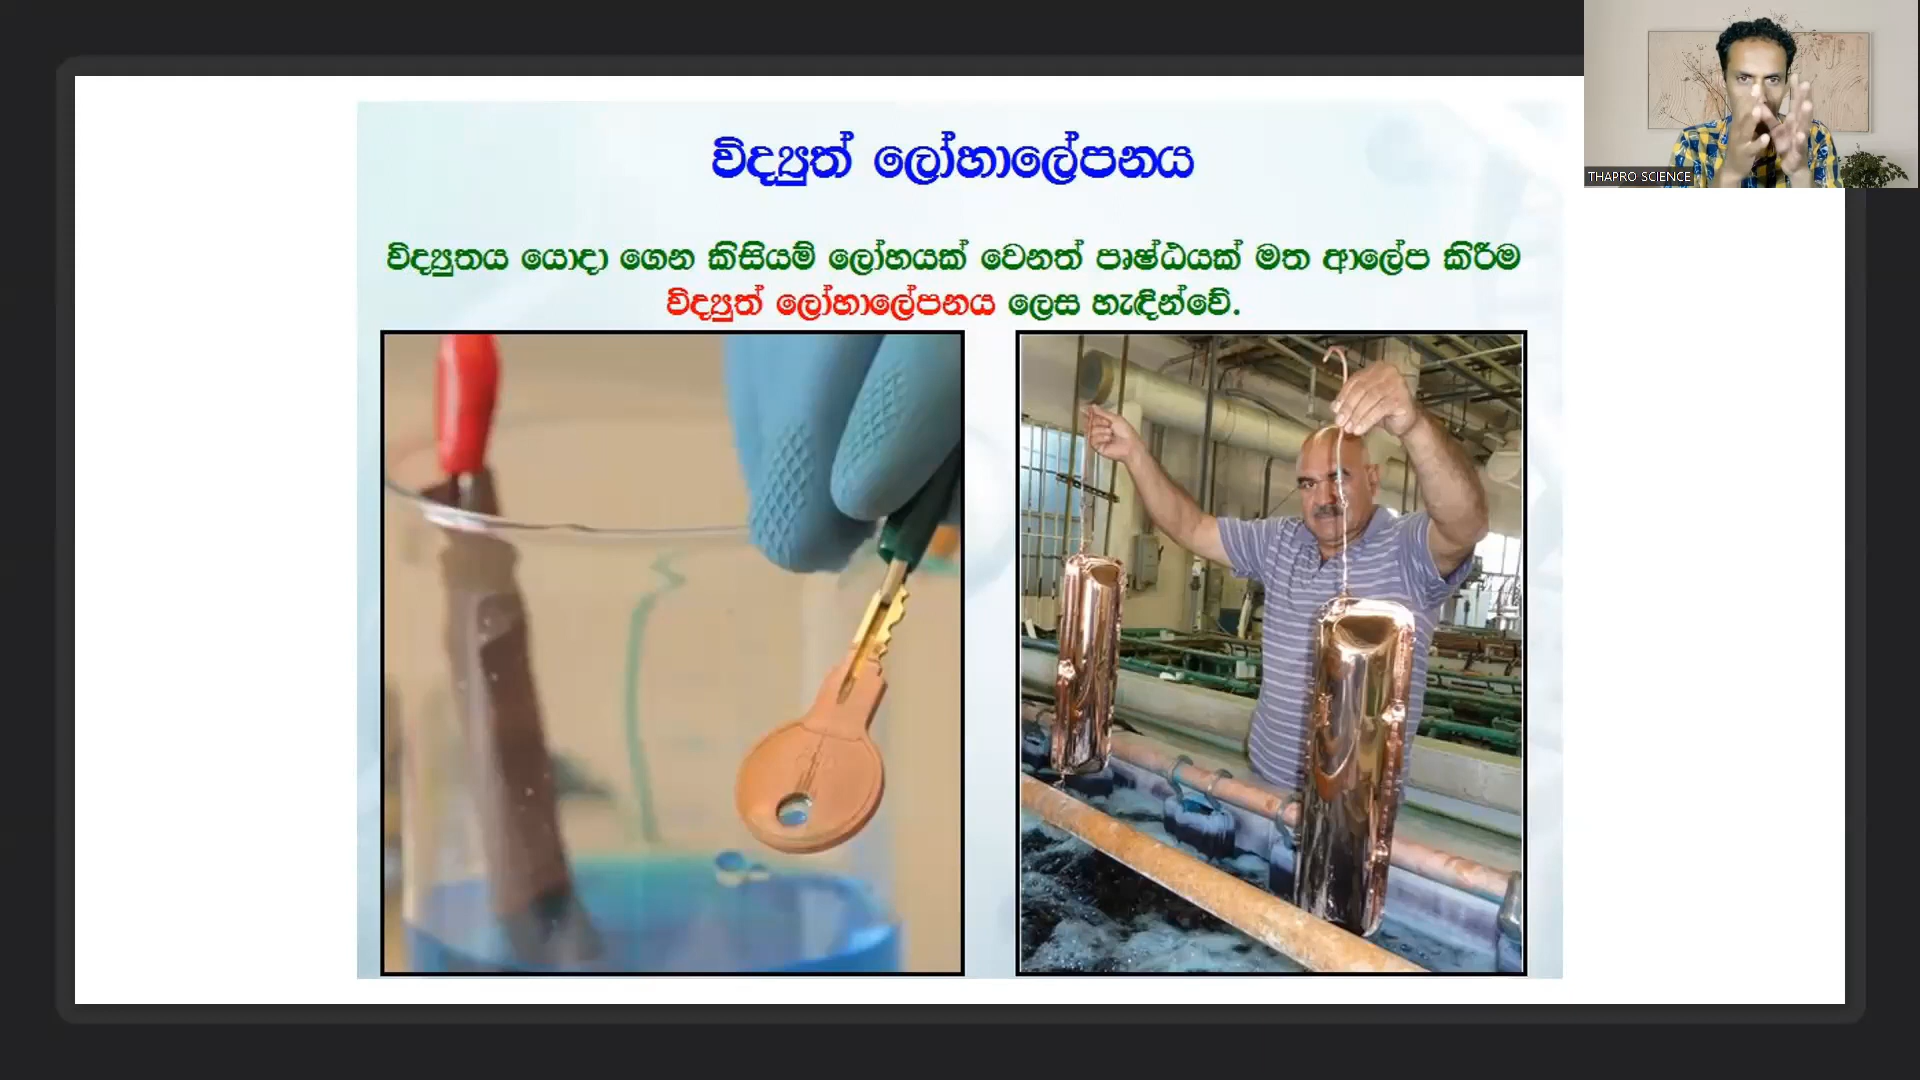 විද්‍යුත් ලෝහාලේපනය
විද්‍යුතය යොදා ගෙන කිසියම් ලෝහයක් වෙනත් පෘෂ්ඨයක් මත ආලේප කිරීම
විද්‍යුත් ලෝහාලේපනය ලෙස හැඳින්වේ.
THAPRO SCIENCE